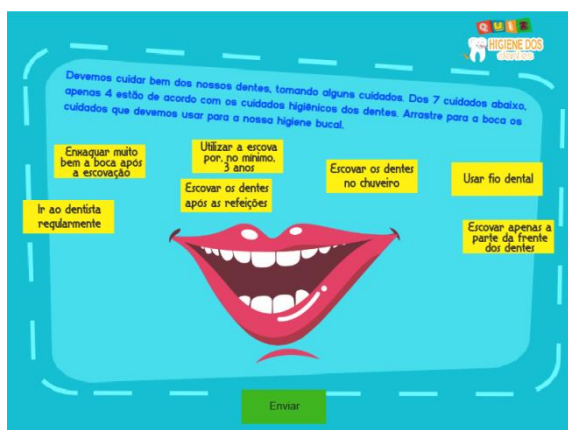 QUIZ
HIGIENE DOS
dentes
Devemos cuidar bem dos nossos dentes, tomando alguns cuidados. Dos 7 cuidados abaixo,
apenas 4 estão de acordo com os cuidados higiênicos dos dentes. Arrastre para a boca os
cuidados que devemos usar para a nossa higiene bucal.
Enxaquar muito
bem a boca após
a escovação
Utilizar a escova
por, no mínimo,
3 anos
Escovar os dentes
no chuveiro
Usar fio dental
Escovar os dentes
após as refeições
Ir ao dentista
regularmente
Escovar apenas a
parte da frente
dos dentes
Enviar